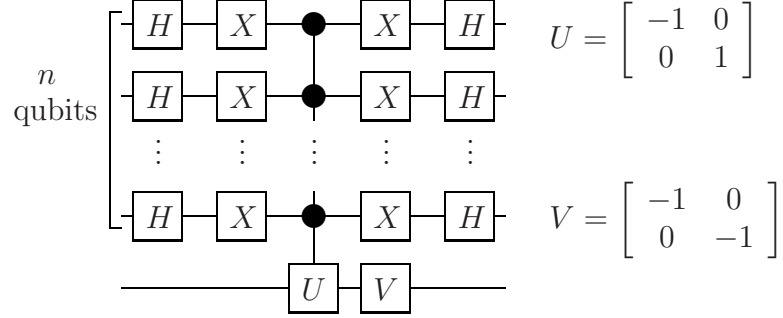 H X X H
U = [ −1 0
0 1 ]
n
qubits
H X X H
⋮ ⋮ ⋮ ⋮ ⋮
H X X H
V = [ −1 0
0 −1 ]
U V